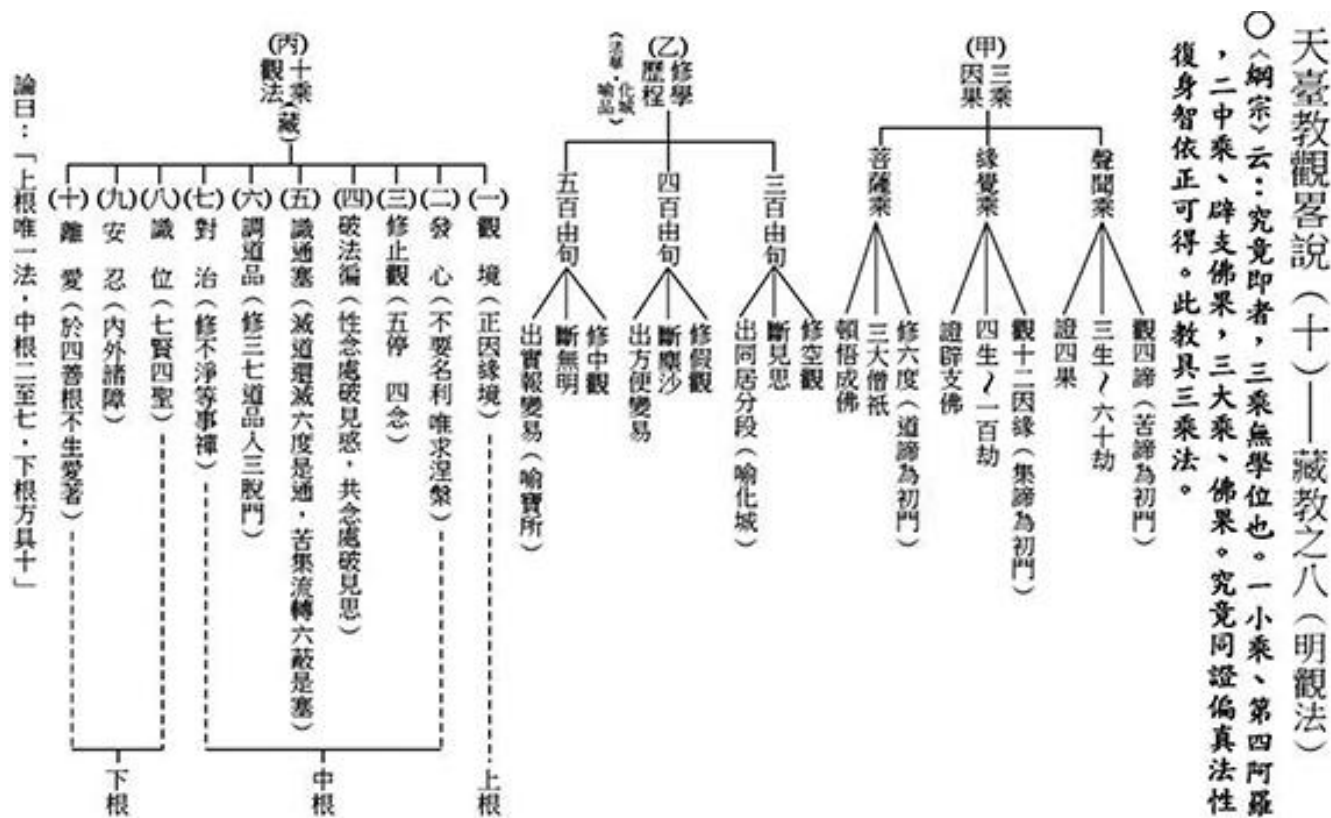 天臺教觀畧說（十）——藏教之八（明觀法）
○〈綱宗〉云：究竟即者，三乘無學位也。一小乘、第四阿羅
，二中乘、辟支佛果，三大乘、佛果。究竟同證偏真法性
復身智依正可得。此教具三乘法。
(甲)三乘
因果
聲聞乘
觀四諦（苦諦為初門）
三生～六十劫
證四果
緣覺乘
觀十二因緣（集諦為初門）
四生～一百劫
證辟支佛
菩薩乘
修六度（道諦為初門）
三大僧祇
頓悟成佛
(乙)修學
歷程
《法華．化城
喻品》
三百由句
修空觀
斷見思
出同居分段（喻化城）
四百由句
修假觀
斷塵沙
出方便變易
五百由句
修中觀
斷無明
出實報變易（喻寶所）
(丙)十乘
觀法
（藏）
(一)觀　境（正因緣境）
(二)發　心（不要名利 唯求涅槃）
(三)修止觀（五停　四念）
(四)破法徧（性念處破見惑，共念處破見思）
(五)識通塞（滅道還滅六度是通，苦集流轉六蔽是塞）
(六)調道品（修三七道品入三脫門）
(七)對　治（修不淨等事禪）
(八)識　位（七賢四聖）
(九)安　忍（內外諸障）
(十)離　愛（於四善根不生愛著）
上根
中根
下根
論曰：「上根唯一法，中根二至七，下根方具十」